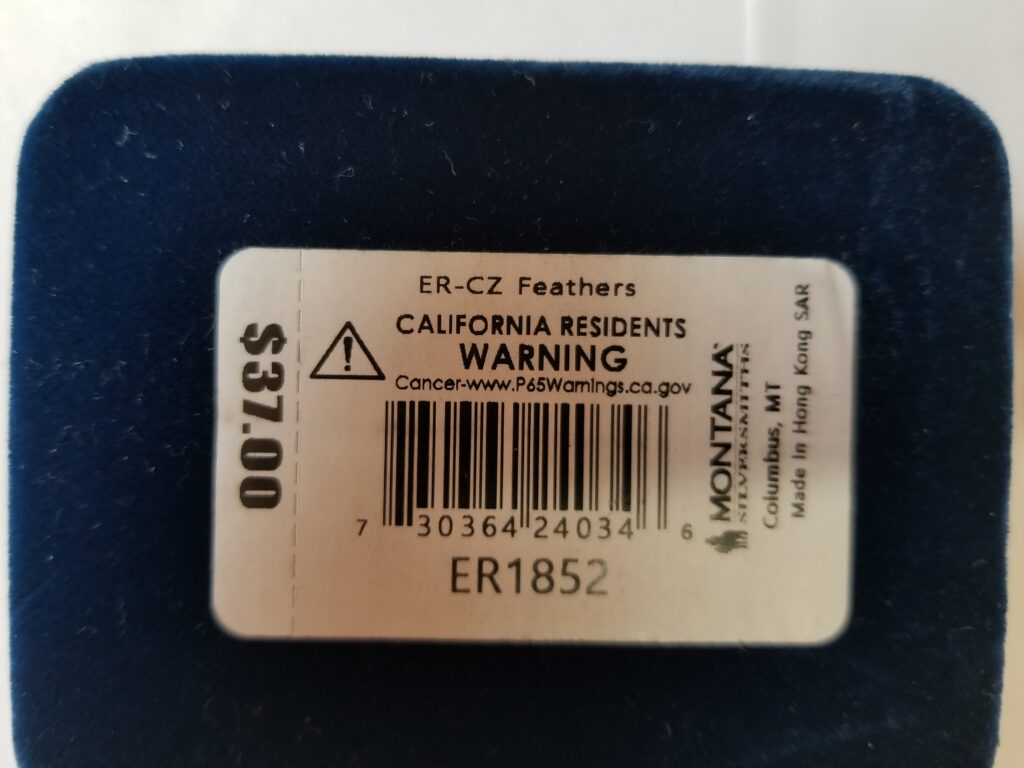 ER-CZ Feathers
CALIFORNIA RESIDENTS
WARNING
Cancer-www.P65Warnings.ca.gov
7 30364 24034 6
ER1852
$37.00
MONTANA
SILVERSMITHS
Columbus, MT
Made In Hong Kong SAR